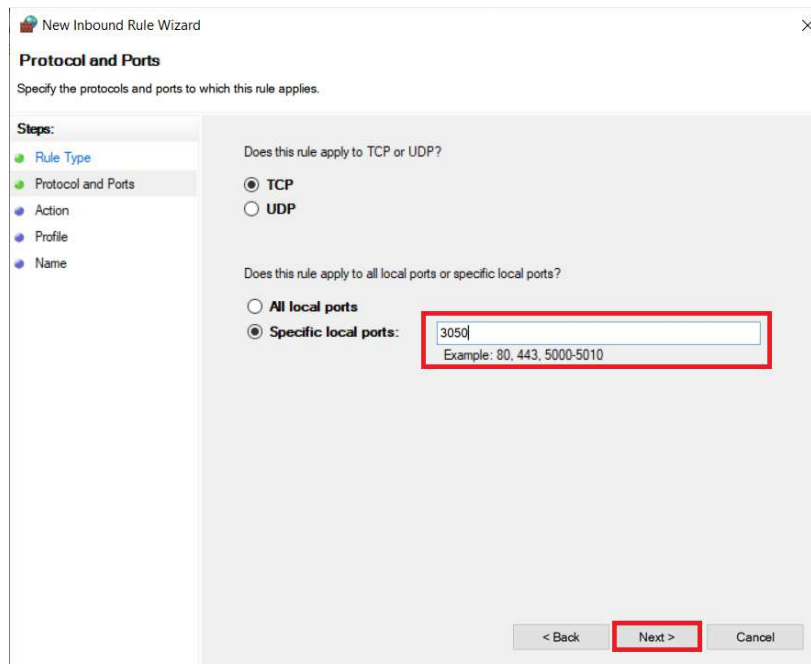 New Inbound Rule Wizard
Protocol and Ports
Specify the protocols and ports to which this rule applies.
Steps:
Rule Type
Protocol and Ports
Action
Profile
Name
Does this rule apply to TCP or UDP?
TCP
UDP
Does this rule apply to all local ports or specific local ports?
All local ports
Specific local ports:
3050
Example: 80, 443, 5000-5010
< Back
Next >
Cancel